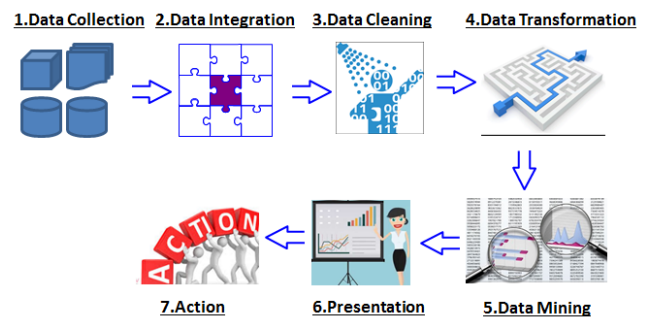 1.Data Collection
2.Data Integration
3.Data Cleaning
4.Data Transformation
ACTION
7.Action
6.Presentation
5.Data Mining